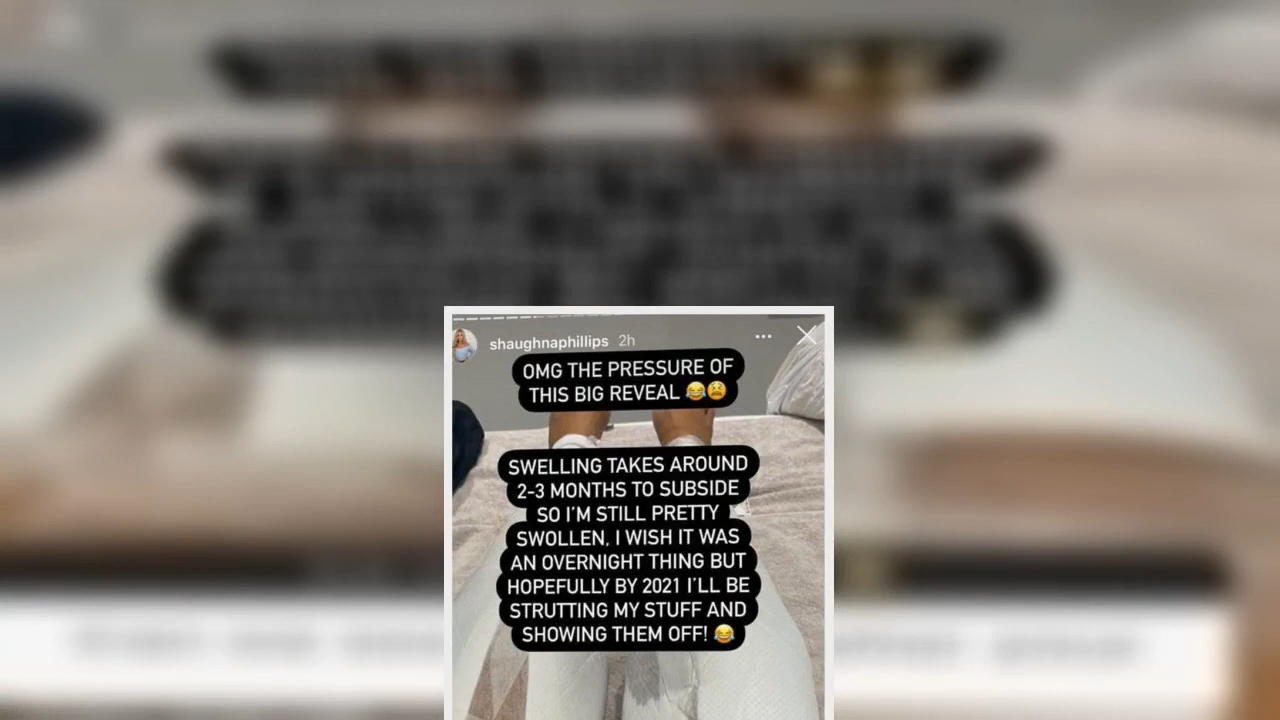 shaughnaphillips 2h
OMG THE PRESSURE OF
THIS BIG REVEAL 😂😫
SWELLING TAKES AROUND
2-3 MONTHS TO SUBSIDE
SO I'M STILL PRETTY
SWOLLEN, I WISH IT WAS
AN OVERNIGHT THING BUT
HOPEFULLY BY 2021 I'LL BE
STRUTTING MY STUFF AND
SHOWING THEM OFF! 😂